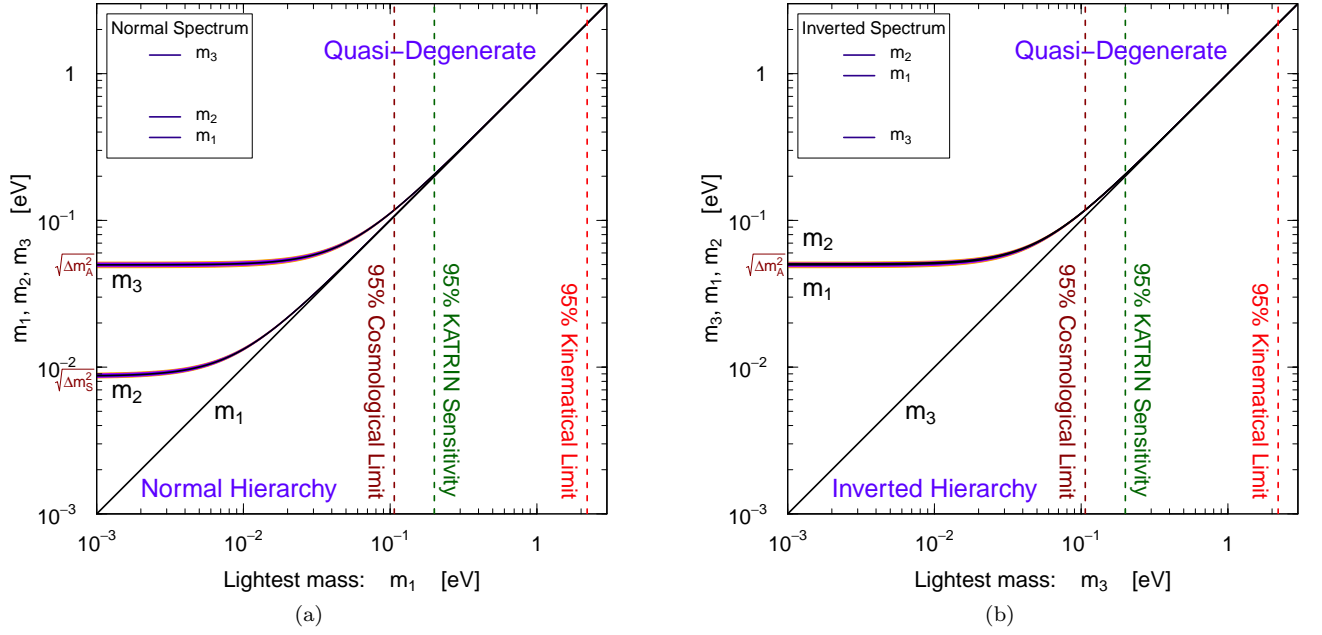 Normal Spectrum
m₃
m₂
m₁
Quasi−Degenerate
1
10⁻¹
10⁻²
10⁻³
m₁, m₂, m₃ [eV]
√Δm²_A
√Δm²_S
m₃
m₂
m₁
Normal Hierarchy
95% Cosmological Limit
95% KATRIN Sensitivity
95% Kinematical Limit
10⁻³ 10⁻² 10⁻¹ 1
Lightest mass: m₁ [eV]
(a)
Inverted Spectrum
m₂
m₁
m₃
Quasi−Degenerate
1
10⁻¹
10⁻²
10⁻³
m₃, m₁, m₂ [eV]
√Δm²_A
m₂
m₁
m₃
Inverted Hierarchy
95% Cosmological Limit
95% KATRIN Sensitivity
95% Kinematical Limit
10⁻³ 10⁻² 10⁻¹ 1
Lightest mass: m₃ [eV]
(b)